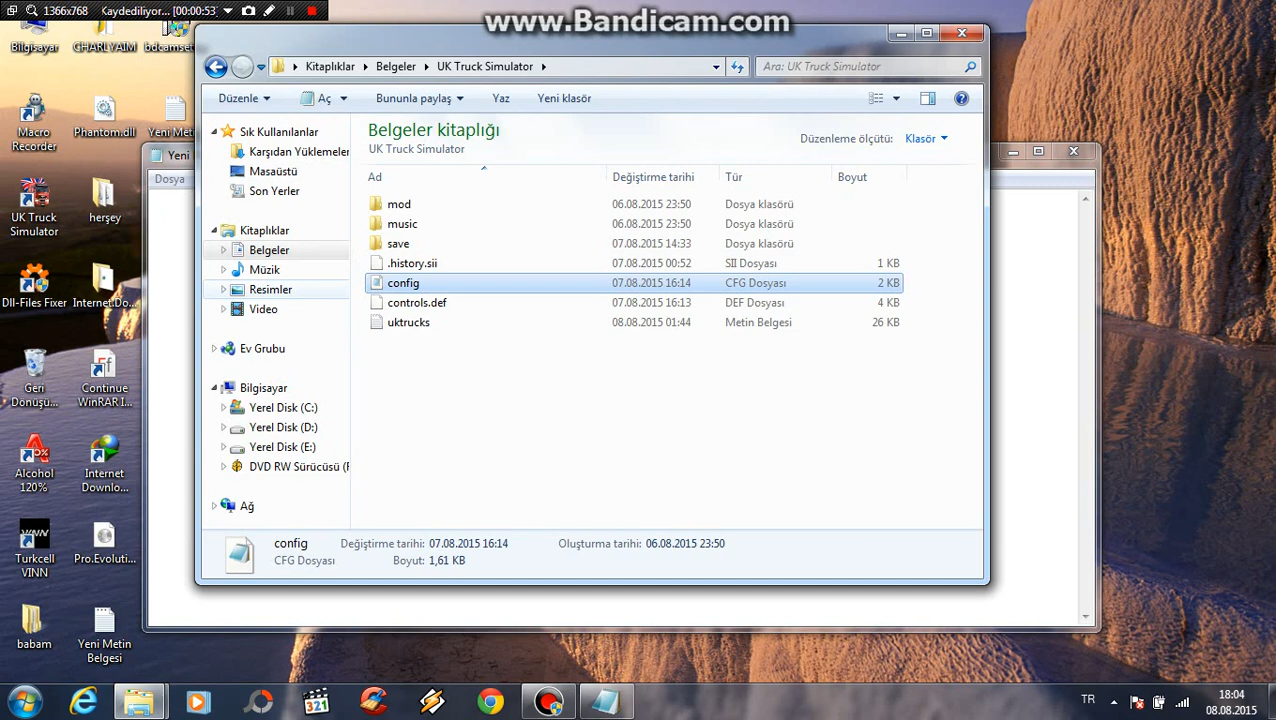 www.Bandicam.com
1366x768 Kaydediliyor... [00:00:53]
Bilgisayar
CHARLYAIM
bdcamset
Macro Recorder
Phantom.dll
Yeni Met
UK Truck Simulator
herşey
Dll-Files Fixer
Internet.Do...
Geri Dönüşü...
Continue WinRAR I...
Alcohol 120%
Internet Downlo...
Turkcell VINN
Pro.Evoluti...
babam
Yeni Metin Belgesi
Yeni
Dosya
Kitaplıklar
Belgeler
UK Truck Simulator
Ara: UK Truck Simulator
Düzenle
Aç
Bununla paylaş
Yaz
Yeni klasör
Sık Kullanılanlar
Karşıdan Yüklemeler
Masaüstü
Son Yerler
Kitaplıklar
Belgeler
Müzik
Resimler
Video
Ev Grubu
Bilgisayar
Yerel Disk (C:)
Yerel Disk (D:)
Yerel Disk (E:)
DVD RW Sürücüsü (F
Ağ
Belgeler kitaplığı
UK Truck Simulator
Düzenleme ölçütü: Klasör
Ad Değiştirme tarihi Tür Boyut
mod 06.08.2015 23:50 Dosya klasörü
music 06.08.2015 23:50 Dosya klasörü
save 07.08.2015 14:33 Dosya klasörü
.history.sii 07.08.2015 00:52 SII Dosyası 1 KB
config 07.08.2015 16:14 CFG Dosyası 2 KB
controls.def 07.08.2015 16:13 DEF Dosyası 4 KB
uktrucks 08.08.2015 01:44 Metin Belgesi 26 KB
config Değiştirme tarihi: 07.08.2015 16:14 Oluşturma tarihi: 06.08.2015 23:50
CFG Dosyası Boyut: 1,61 KB
321
TR
18:04
08.08.2015